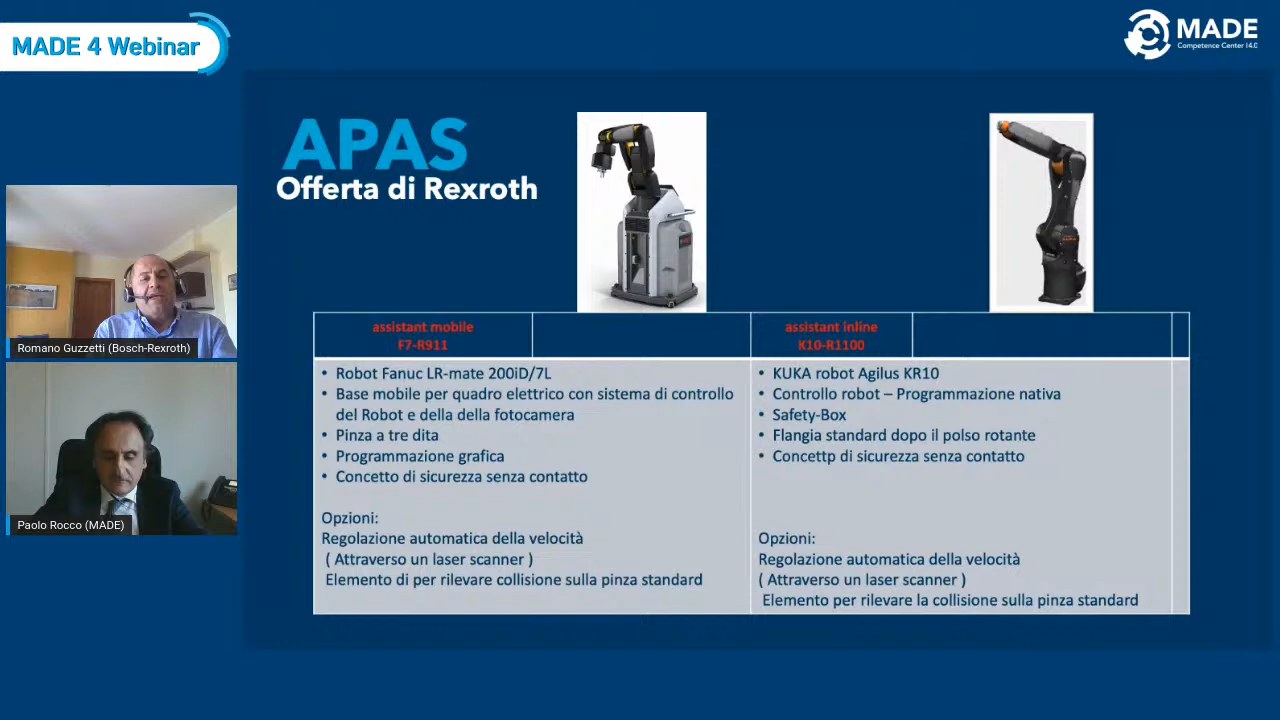 MADE 4 Webinar
MADE
Competence Center I4.0
APAS
Offerta di Rexroth
assistant mobile
F7-R911
assistant inline
K10-R1100
• Robot Fanuc LR-mate 200iD/7L
• Base mobile per quadro elettrico con sistema di controllo
del Robot e della della fotocamera
• Pinza a tre dita
• Programmazione grafica
• Concetto di sicurezza senza contatto
Opzioni:
Regolazione automatica della velocità
( Attraverso un laser scanner )
Elemento di per rilevare collisione sulla pinza standard
• KUKA robot Agilus KR10
• Controllo robot – Programmazione nativa
• Safety-Box
• Flangia standard dopo il polso rotante
• Concettp di sicurezza senza contatto
Opzioni:
Regolazione automatica della velocità
( Attraverso un laser scanner )
Elemento per rilevare la collisione sulla pinza standard
Romano Guzzetti (Bosch-Rexroth)
Paolo Rocco (MADE)